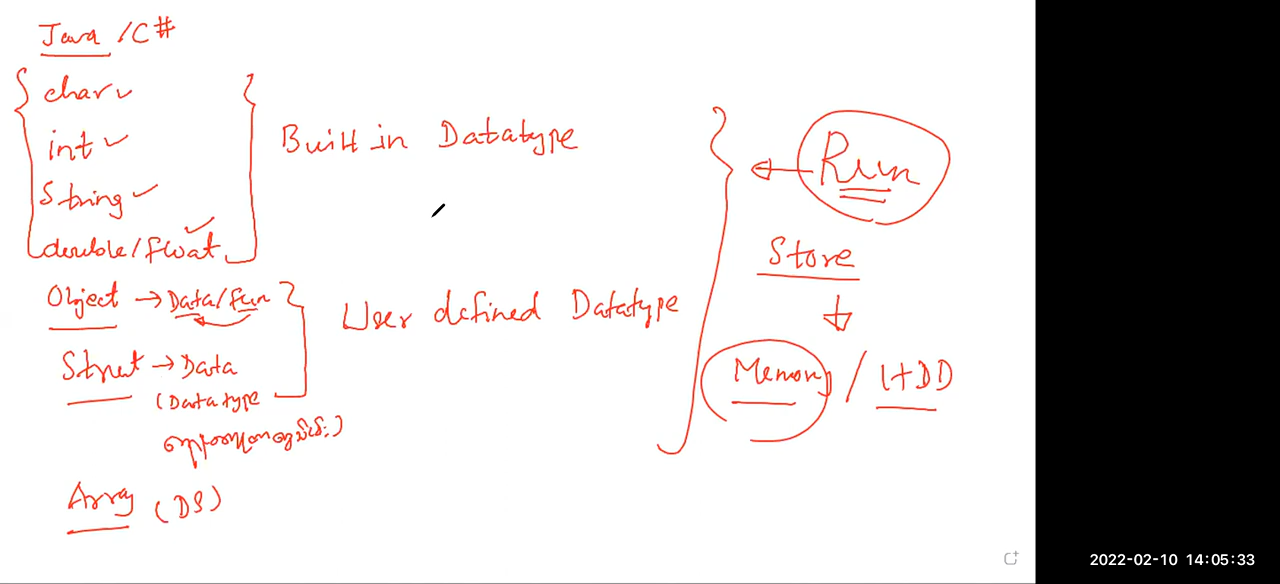 Java /C#
char
int
String
double/float
Built in Datatype
Object → Data/fun
Struct → Data
(Datatype
User defined Datatype
Array (DS)
Run
Store
Memory / HDD
2022-02-10 14:05:33